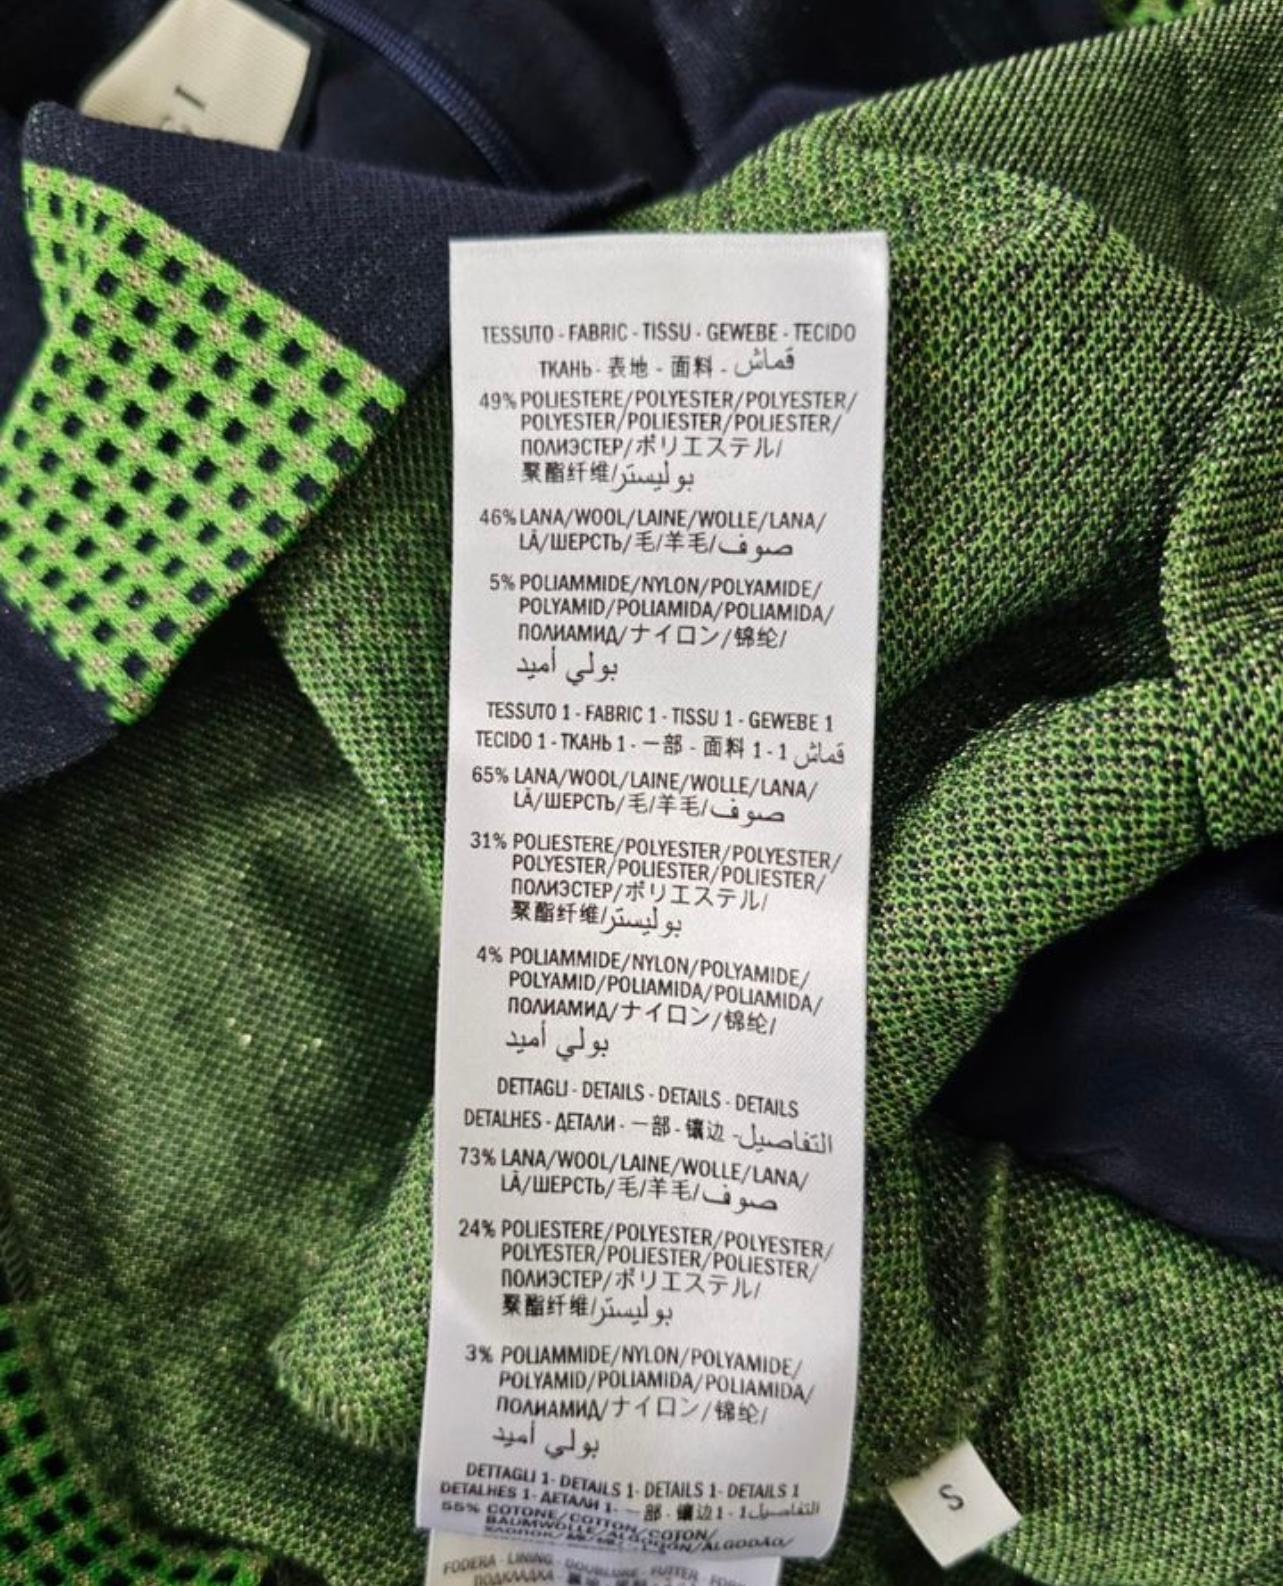 TESSUTO - FABRIC - TISSU - GEWEBE - TECIDO
ТКАНЬ - 表地 - 面料 - قماش
49% POLIESTERE/POLYESTER/POLYESTER/
POLYESTER/POLIESTER/POLIESTER/
ПОЛИЭСТЕР/ポリエステル/
聚酯纤维/بوليستر
46% LANA/WOOL/LAINE/WOLLE/LANA/
LÃ/ШЕРСТЬ/毛/羊毛/صوف
5% POLIAMMIDE/NYLON/POLYAMIDE/
POLYAMID/POLIAMIDA/POLIAMIDA/
ПОЛИАМИД/ナイロン/锦纶/
بولي أميد
TESSUTO 1 - FABRIC 1 - TISSU 1 - GEWEBE 1
TECIDO 1 - ТКАНЬ 1 - 一部 - 面料 1 - 1 قماش
65% LANA/WOOL/LAINE/WOLLE/LANA/
LÃ/ШЕРСТЬ/毛/羊毛/صوف
31% POLIESTERE/POLYESTER/POLYESTER/
POLYESTER/POLIESTER/POLIESTER/
ПОЛИЭСТЕР/ポリエステル/
聚酯纤维/بوليستر
4% POLIAMMIDE/NYLON/POLYAMIDE/
POLYAMID/POLIAMIDA/POLIAMIDA/
ПОЛИАМИД/ナイロン/锦纶/
بولي أميد
DETTAGLI - DETAILS - DETAILS - DETAILS
DETALHES - ДЕТАЛИ - 一部 - 镶边 - التفاصيل
73% LANA/WOOL/LAINE/WOLLE/LANA/
LÃ/ШЕРСТЬ/毛/羊毛/صوف
24% POLIESTERE/POLYESTER/POLYESTER/
POLYESTER/POLIESTER/POLIESTER/
ПОЛИЭСТЕР/ポリエステル/
聚酯纤维/بوليستر
3% POLIAMMIDE/NYLON/POLYAMIDE/
POLYAMID/POLIAMIDA/POLIAMIDA/
ПОЛИАМИД/ナイロン/锦纶/
بولي أميد
DETTAGLI 1 - DETAILS 1 - DETAILS 1 - DETAILS 1
DETALHES 1 - ДЕТАЛИ 1 - 一部 - 镶边 1 - 1 التفاصيل
55% COTONE/COTTON/COTON/
BAUMWOLLE/ALGODON/ALGODÃO/
ХЛОПОК/
FODERA - LINING - DOUBLURE - FUTTER
ПОДКЛАДКА
S